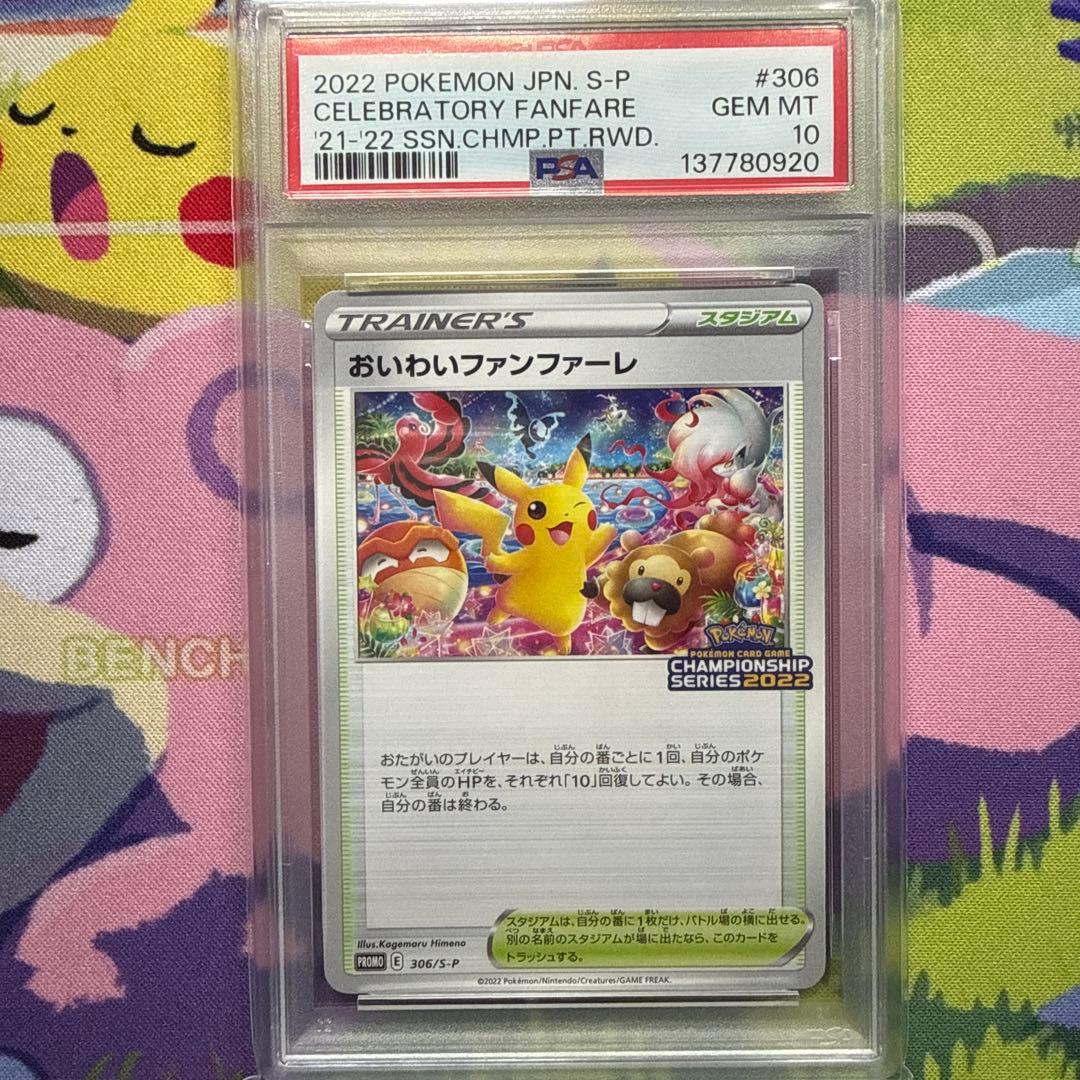 2022 POKEMON JPN. S-P #306
CELEBRATORY FANFARE GEM MT
'21-'22 SSN.CHMP.PT.RWD. 10
PSA 137780920
TRAINER'S スタジアム
おいわいファンファーレ
Pokémon
POKÉMON CARD GAME
CHAMPIONSHIP
SERIES 2022
BENCH
おたがいのプレイヤーは、自分の番ごとに1回、自分のポケ
モン全員のHPを、それぞれ「10」回復してよい。その場合、
自分の番は終わる。
スタジアムは、自分の番に1枚だけ、バトル場の横に出せる。
別の名前のスタジアムが場に出たなら、このカードを
トラッシュする。
Illus.Kagemaru Himeno
PROMO E 306/S-P
©2022 Pokémon/Nintendo/Creatures/GAME FREAK.